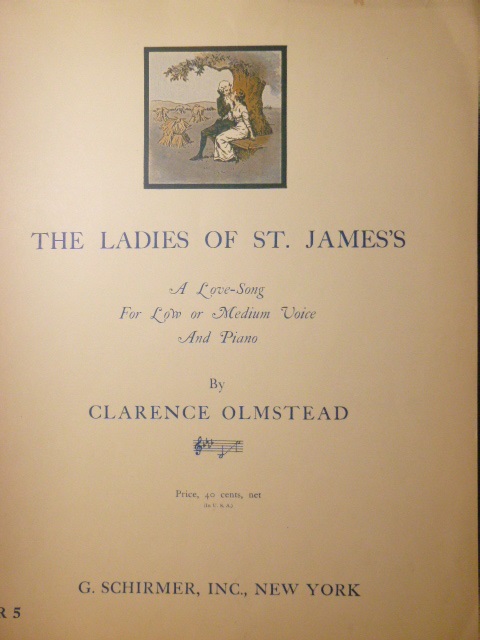 THE LADIES OF ST. JAMES'S
A Love-Song
For Low or Medium Voice
And Piano
By
CLARENCE OLMSTEAD
Price, 40 cents, net
(In U. S. A.)
G. SCHIRMER, INC., NEW YORK
R 5